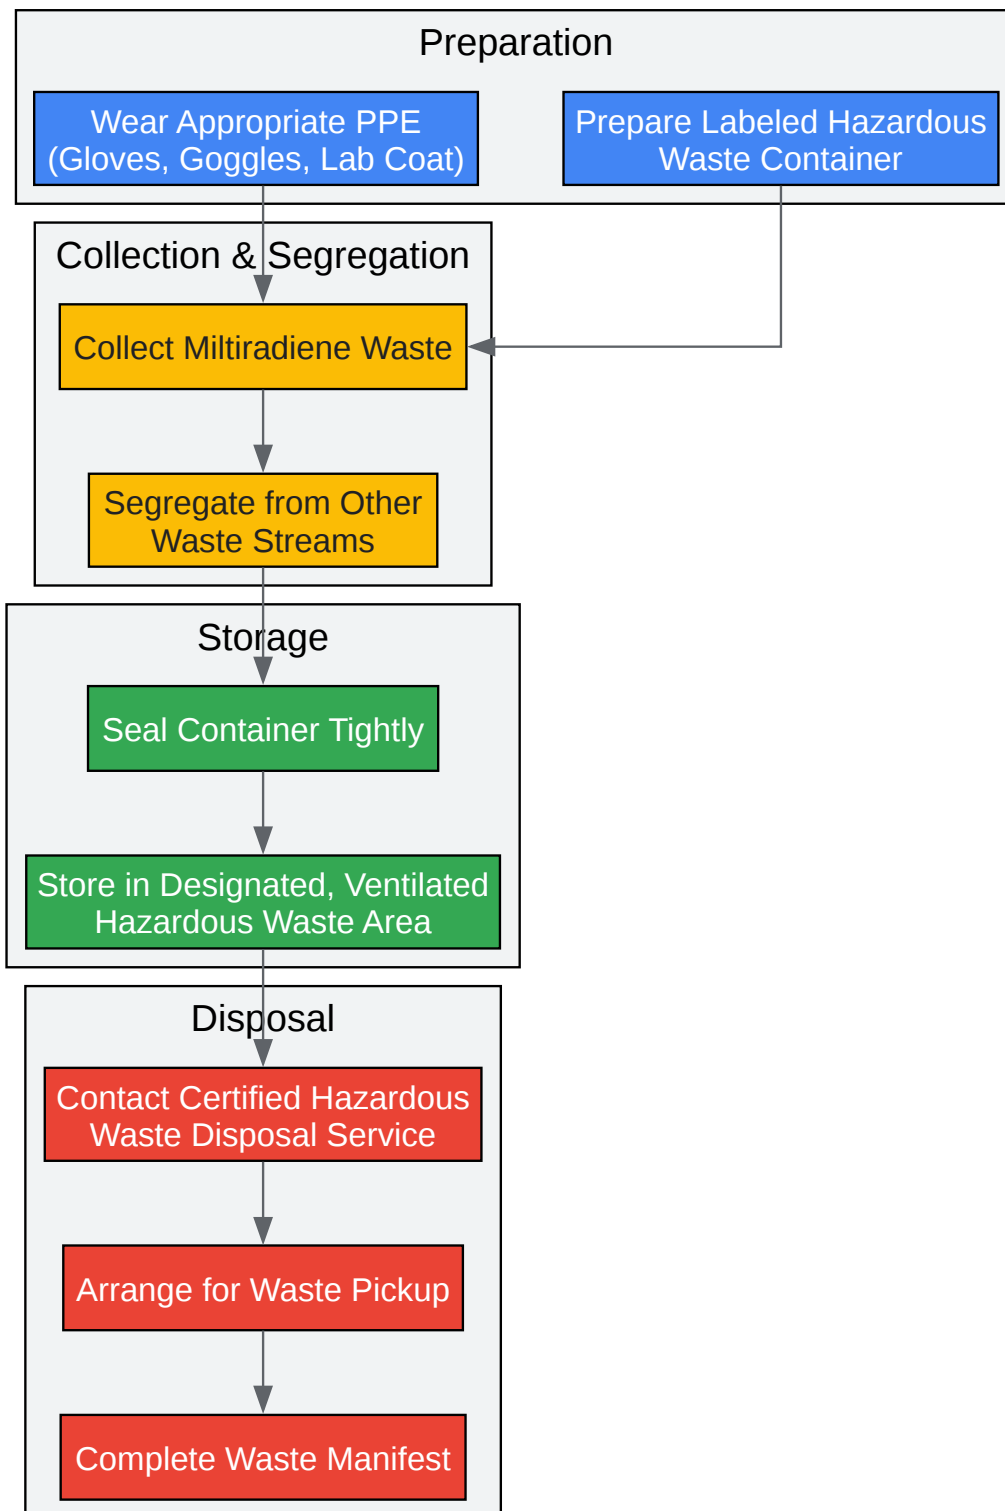 Preparation
Wear Appropriate PPE
(Gloves, Goggles, Lab Coat)
Prepare Labeled Hazardous
Waste Container
Collection & Segregation
Collect Miltiradiene Waste
Segregate from Other
Waste Streams
Storage
Seal Container Tightly
Store in Designated, Ventilated
Hazardous Waste Area
Disposal
Contact Certified Hazardous
Waste Disposal Service
Arrange for Waste Pickup
Complete Waste Manifest